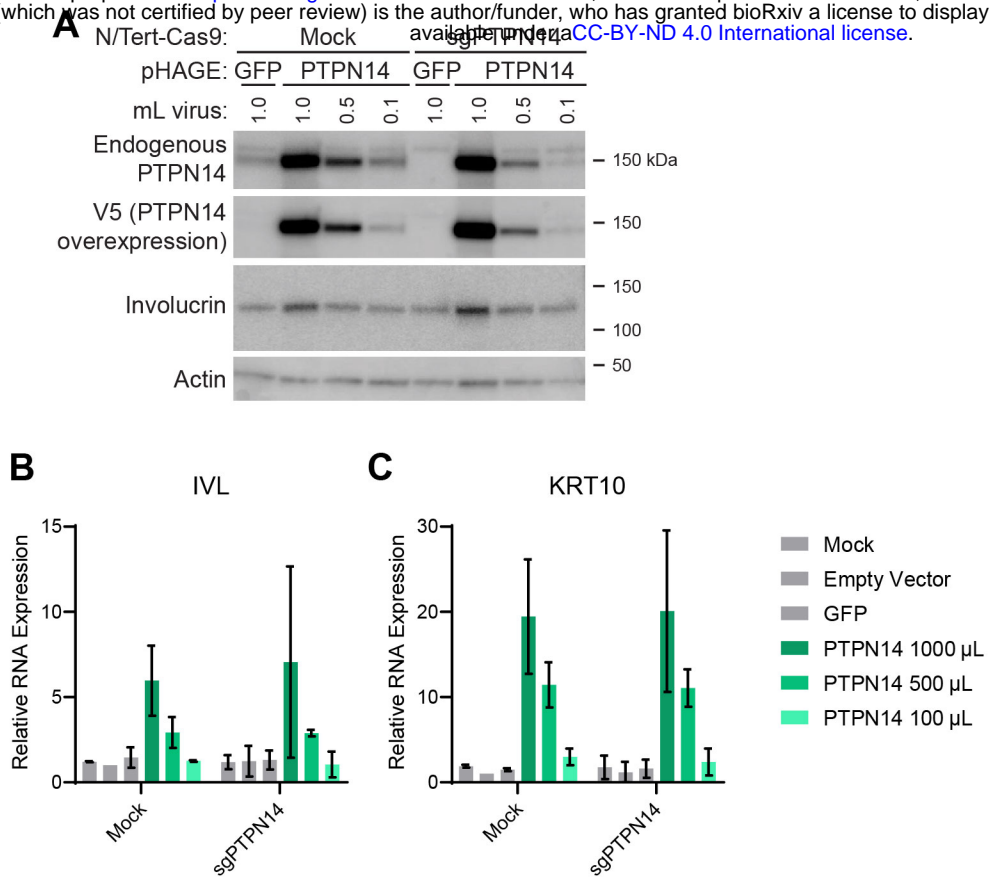 which was not certified by peer review) is the author/funder, who has granted bioRxiv a license to display
available under aCC-BY-ND 4.0 International license.
A
N/Tert-Cas9: Mock sgPTPN14
pHAGE: GFP PTPN14 GFP PTPN14
mL virus: 1.0 1.0 0.5 0.1 1.0 1.0 0.5 0.1
Endogenous
PTPN14
150 kDa
V5 (PTPN14
overexpression)
150
Involucrin
150
100
Actin
50
B
IVL
Relative RNA Expression
15
10
5
0
Mock
sgPTPN14
C
KRT10
Relative RNA Expression
30
20
10
0
Mock
sgPTPN14
Mock
Empty Vector
GFP
PTPN14 1000 µL
PTPN14 500 µL
PTPN14 100 µL